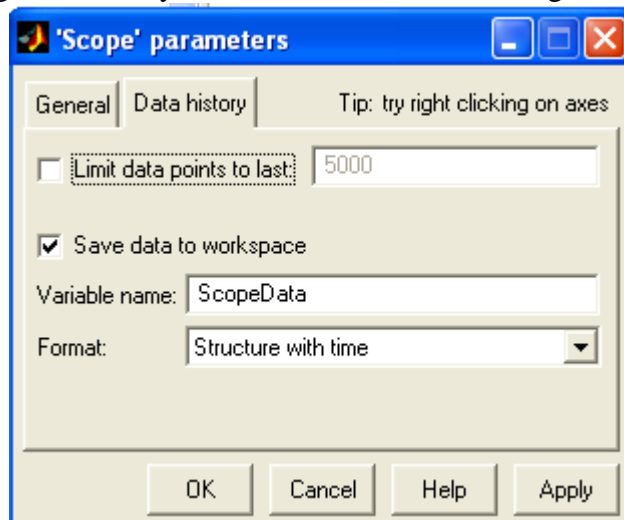 'Scope' parameters
General Data history Tip: try right clicking on axes
Limit data points to last: 5000
Save data to workspace
Variable name: ScopeData
Format: Structure with time
OK Cancel Help Apply